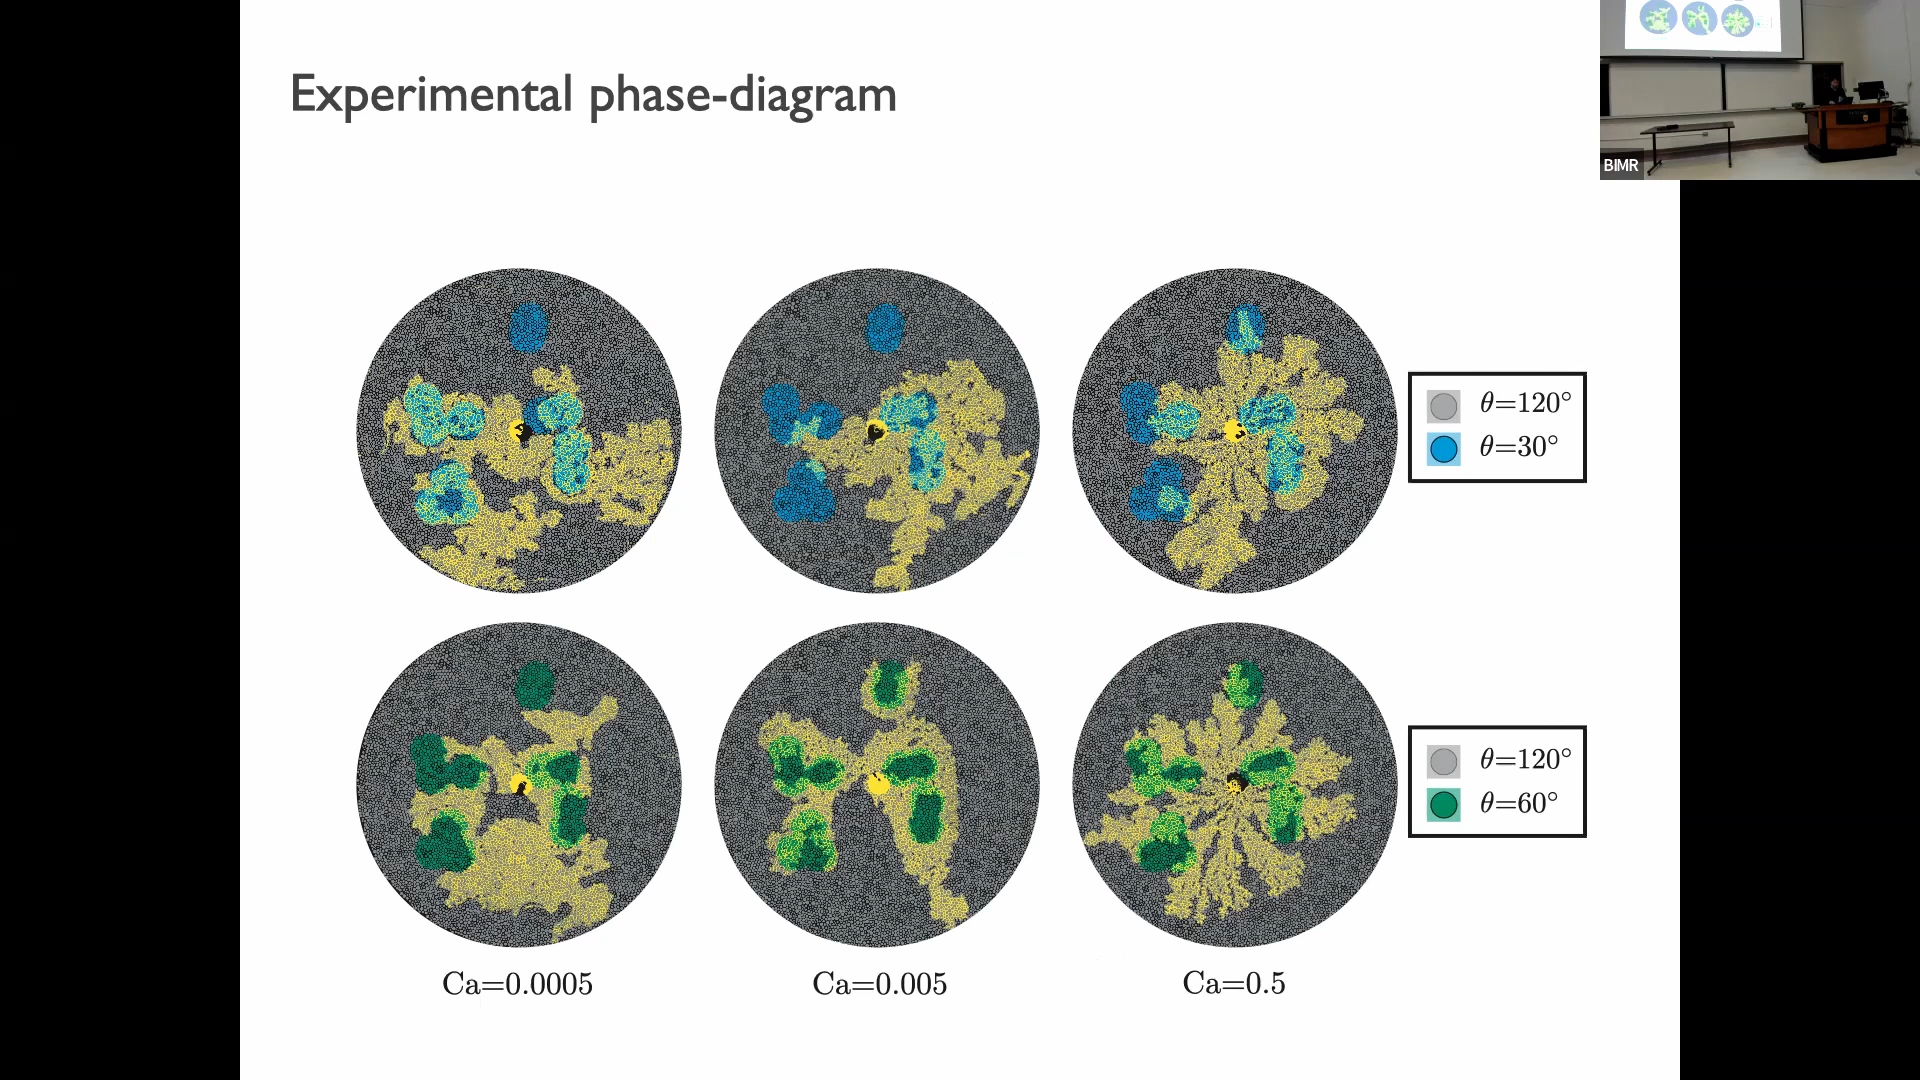 Experimental phase-diagram
BIMR
θ=120°
θ=30°
θ=120°
θ=60°
Ca=0.0005
Ca=0.005
Ca=0.5